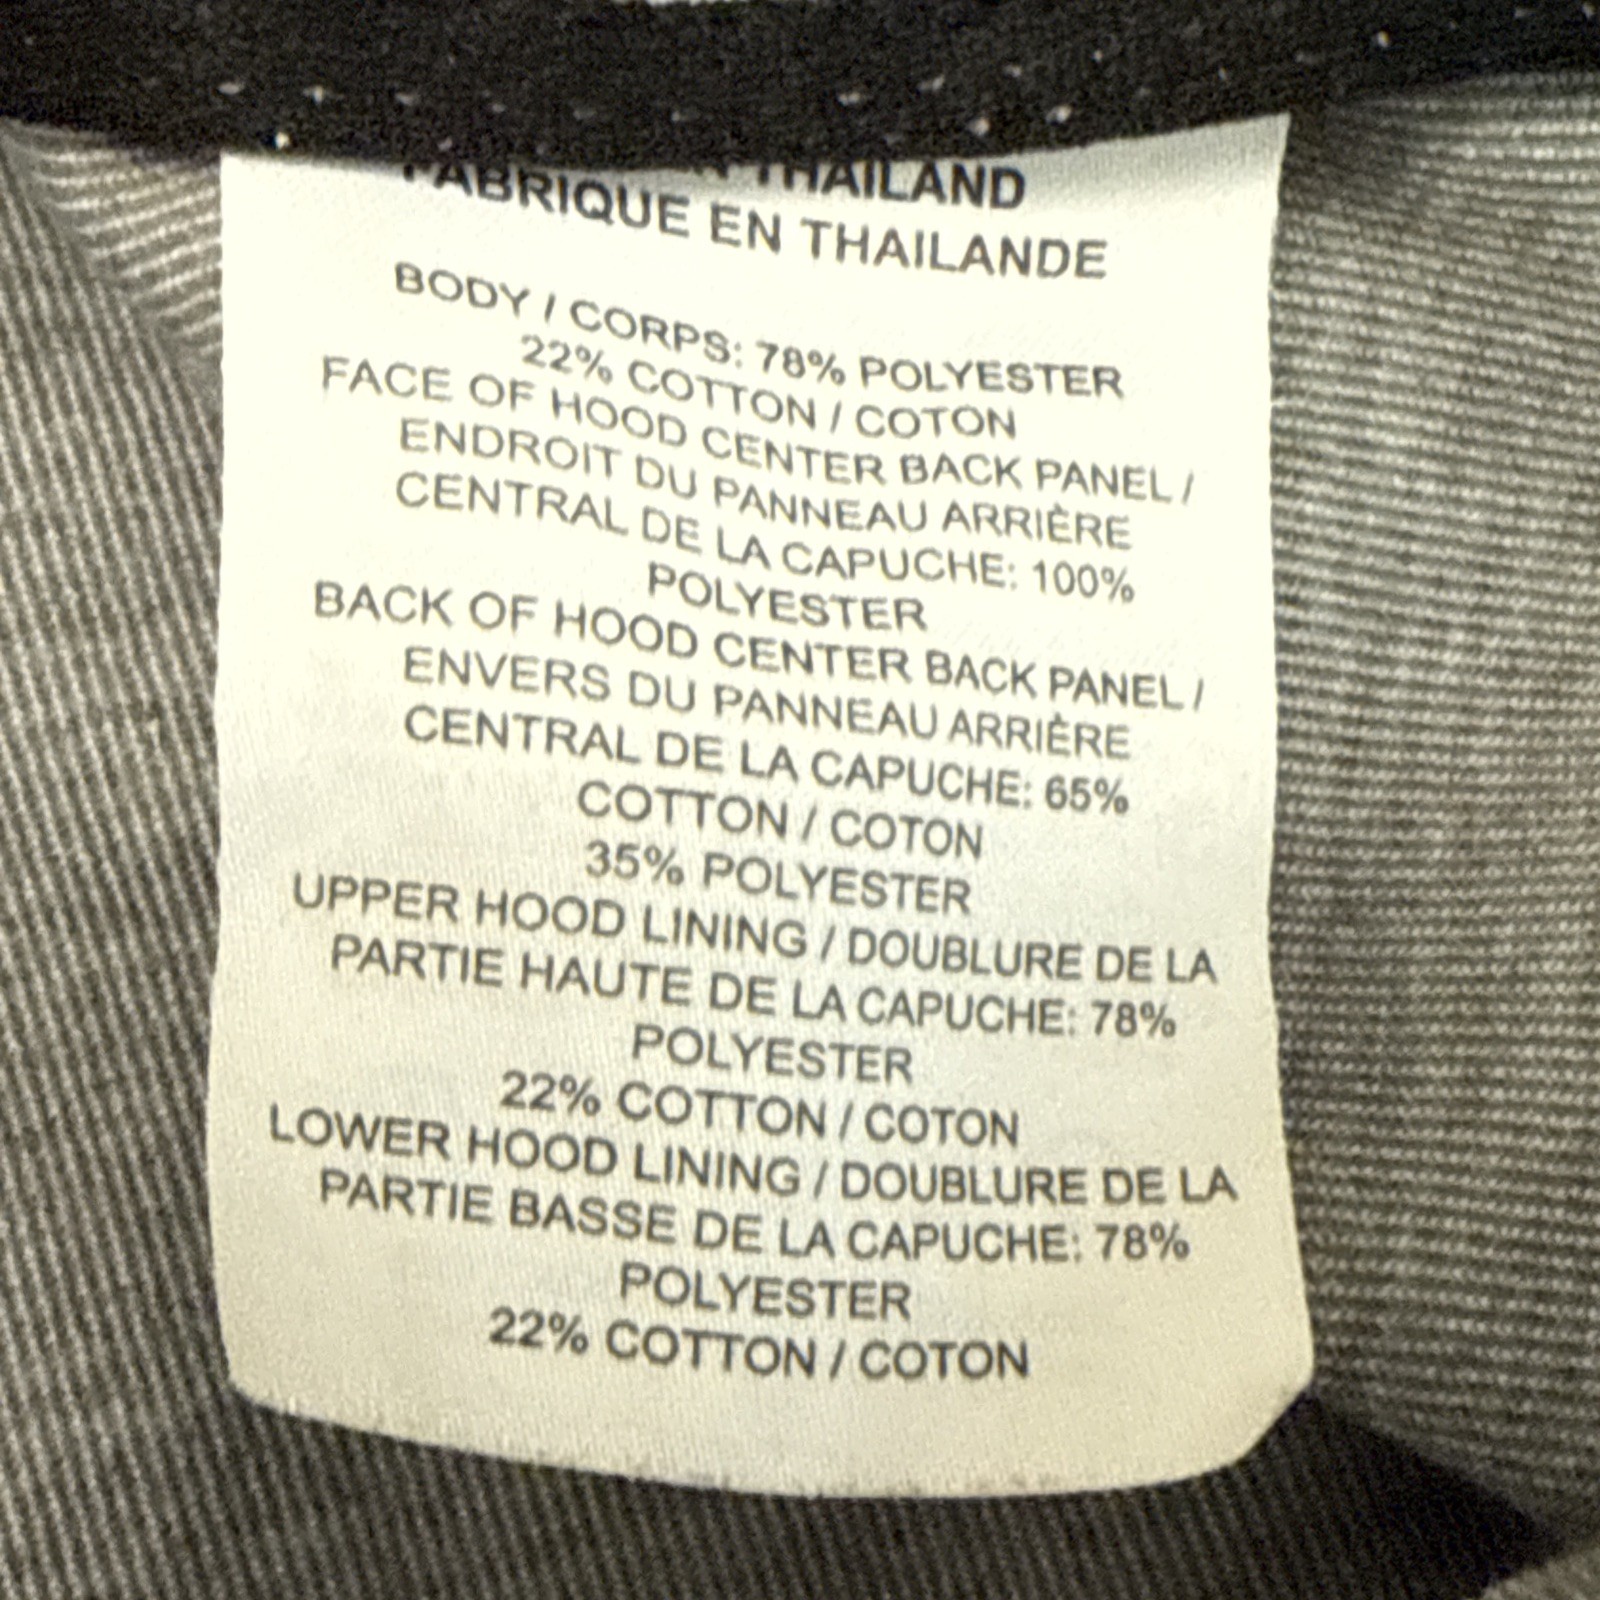 THAILAND
FABRIQUE EN THAILANDE
BODY / CORPS: 78% POLYESTER
22% COTTON / COTON
FACE OF HOOD CENTER BACK PANEL /
ENDROIT DU PANNEAU ARRIÈRE
CENTRAL DE LA CAPUCHE: 100%
POLYESTER
BACK OF HOOD CENTER BACK PANEL /
ENVERS DU PANNEAU ARRIÈRE
CENTRAL DE LA CAPUCHE: 65%
COTTON / COTON
35% POLYESTER
UPPER HOOD LINING / DOUBLURE DE LA
PARTIE HAUTE DE LA CAPUCHE: 78%
POLYESTER
22% COTTON / COTON
LOWER HOOD LINING / DOUBLURE DE LA
PARTIE BASSE DE LA CAPUCHE: 78%
POLYESTER
22% COTTON / COTON